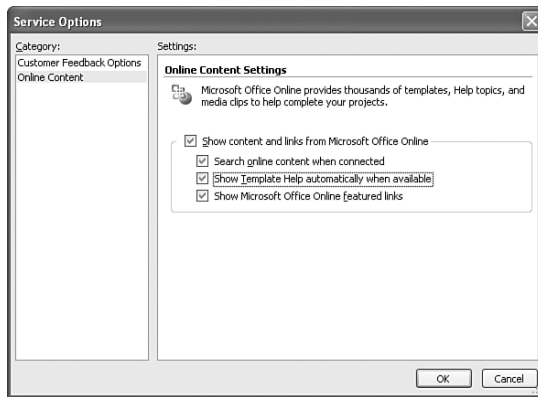 Service Options
Category:
Customer Feedback Options
Online Content
Settings:
Online Content Settings
Microsoft Office Online provides thousands of templates, Help topics, and
media clips to help complete your projects.
Show content and links from Microsoft Office Online
Search online content when connected
Show Template Help automatically when available
Show Microsoft Office Online featured links
OK
Cancel